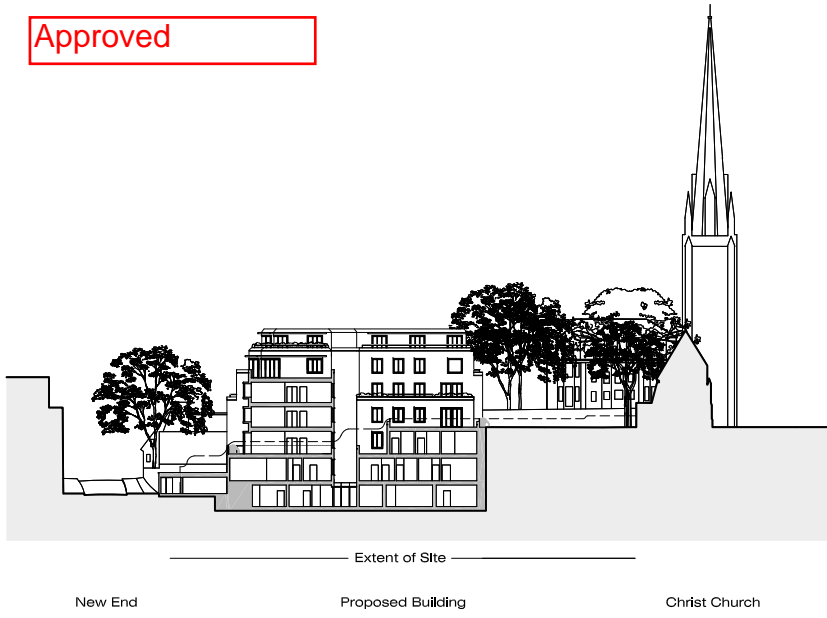 Approved
Extent of SIte
New End
Proposed Building
Christ Church